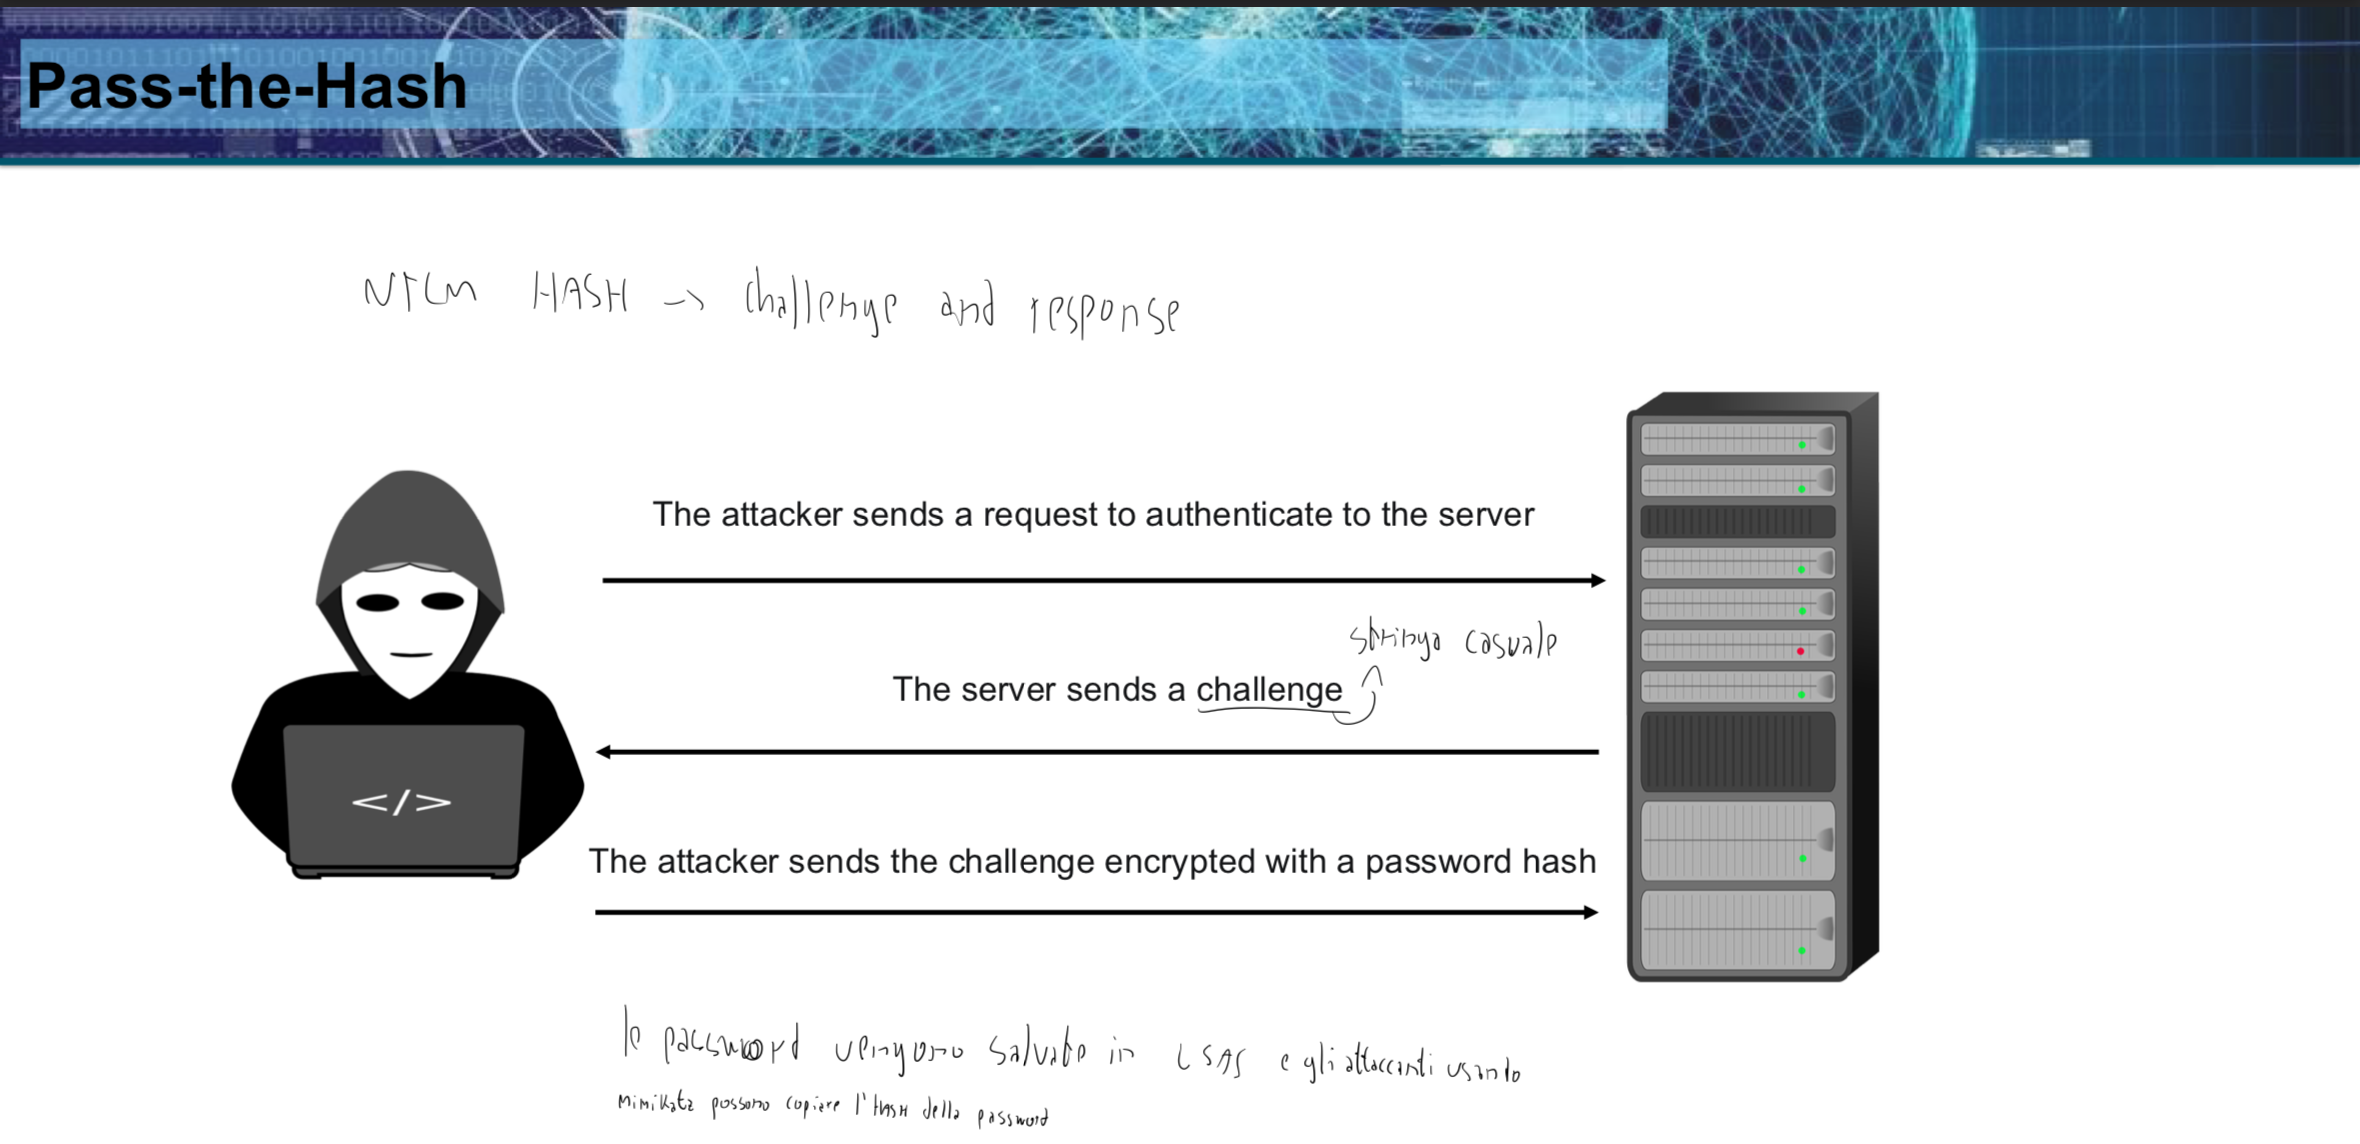 Pass-the-Hash
NTLM HASH -> challenge and response
The attacker sends a request to authenticate to the server
stringa casuale
The server sends a challenge
</>
The attacker sends the challenge encrypted with a password hash
le password vengono salvate in LSAS e gli attaccanti usando
Mimikatz possono copiare l'HASH della password